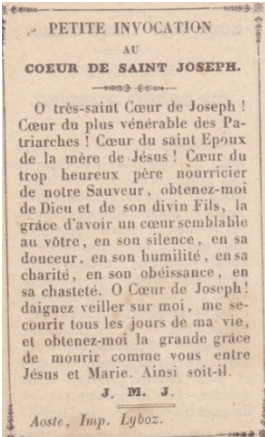 PETITE INVOCATION
AU
COEUR DE SAINT JOSEPH.
O très-saint Cœur de Joseph !
Cœur du plus vénérable des Pa-
triarches ! Cœur du saint Epoux
de la mère de Jésus ! Cœur du
trop heureux père nourricier
de notre Sauveur, obtenez-moi
de Dieu et de son divin Fils, la
grâce d'avoir un cœur semblable
au vôtre, en son silence, en sa
douceur, en son humilité, en sa
charité, en son obéissance, en
sa chasteté. O Cœur de Joseph!
daignez veiller sur moi, me se-
courir tous les jours de ma vie,
et obtenez-moi la grande grâce
de mourir comme vous entre
Jésus et Marie. Ainsi soit-il.
J. M. J.
Aoste, Imp. Lyboz.